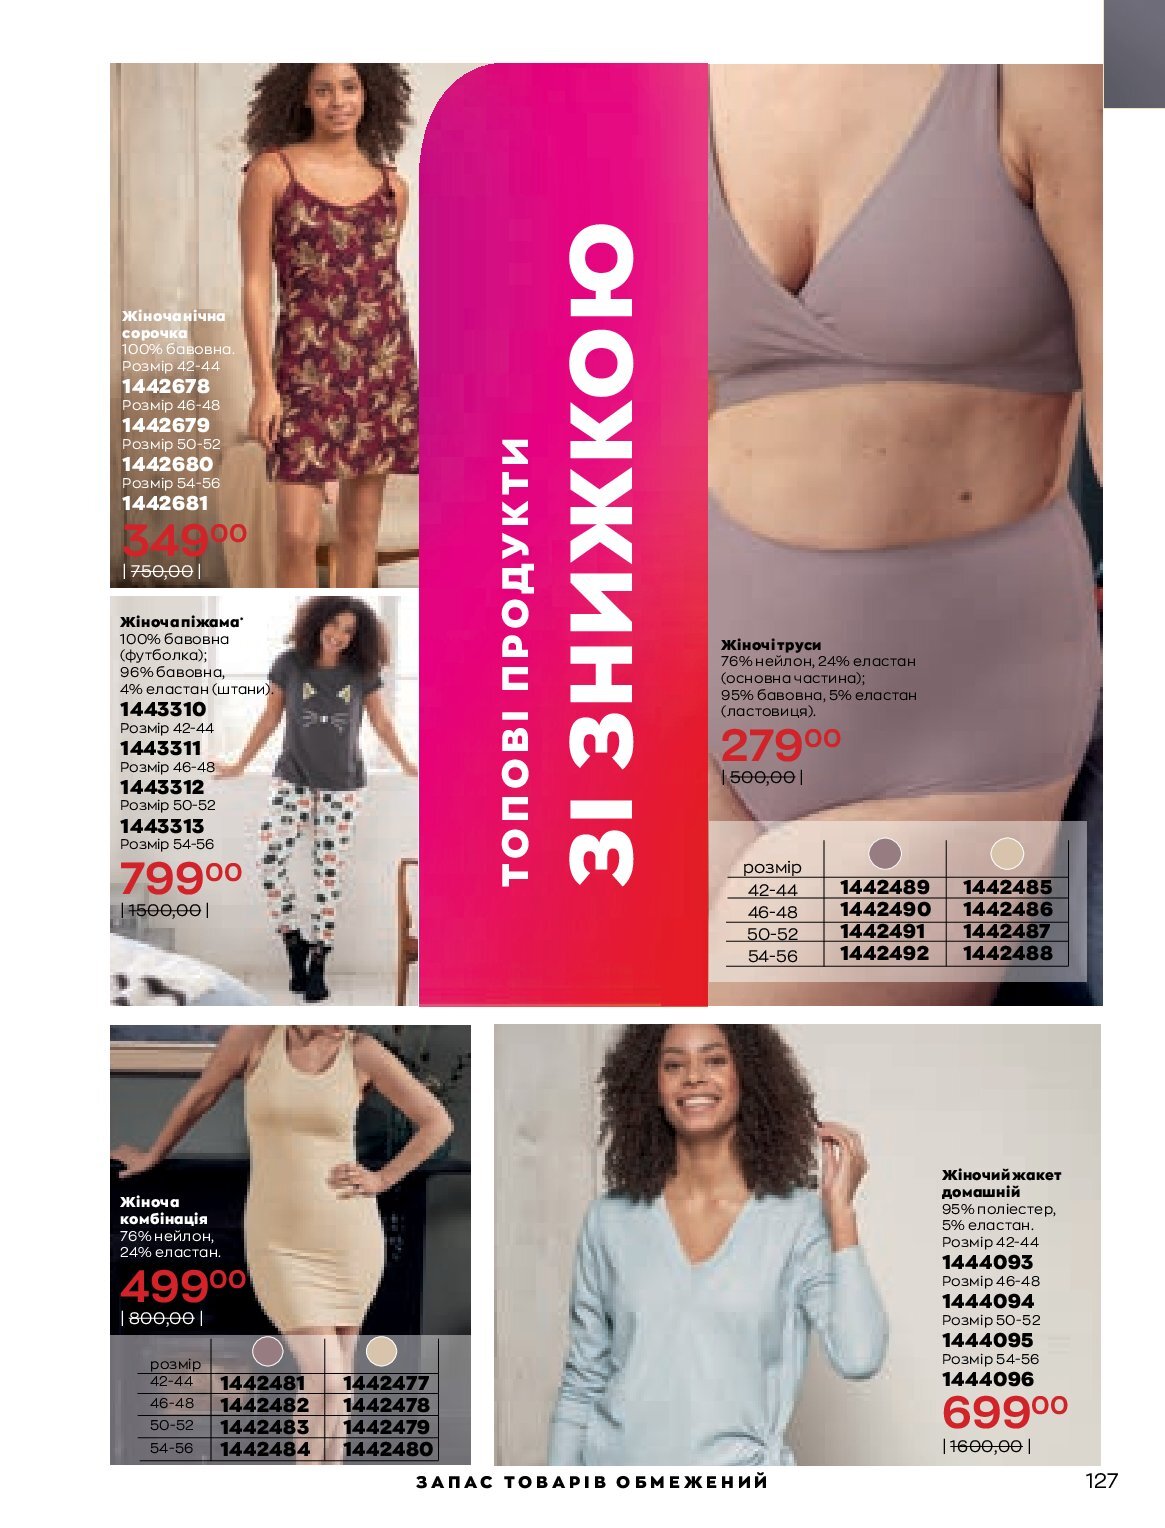 Жіноча нічна
сорочка
100% бавовна.
Розмір 42-44
1442678
Розмір 46-48
1442679
Розмір 50-52
1442680
Розмір 54-56
1442681
349⁰⁰
| 750,00 |
Жіноча піжама*
100% бавовна
(футболка);
96% бавовна,
4% еластан (штани).
1443310
Розмір 42-44
1443311
Розмір 46-48
1443312
Розмір 50-52
1443313
Розмір 54-56
799⁰⁰
| 1500,00 |
ТОПОВІ ПРОДУКТИ
ЗІ ЗНИЖКОЮ
Жіночі труси
76% нейлон, 24% еластан
(основна частина);
95% бавовна, 5% еластан
(ластовиця).
279⁰⁰
| 500,00 |
розмір
42-44 1442489 1442485
46-48 1442490 1442486
50-52 1442491 1442487
54-56 1442492 1442488
Жіноча
комбінація
76% нейлон,
24% еластан.
499⁰⁰
| 800,00 |
розмір
42-44 1442481 1442477
46-48 1442482 1442478
50-52 1442483 1442479
54-56 1442484 1442480
Жіночий жакет
домашній
95% поліестер,
5% еластан.
Розмір 42-44
1444093
Розмір 46-48
1444094
Розмір 50-52
1444095
Розмір 54-56
1444096
699⁰⁰
| 1600,00 |
ЗАПАС ТОВАРІВ ОБМЕЖЕНИЙ
127